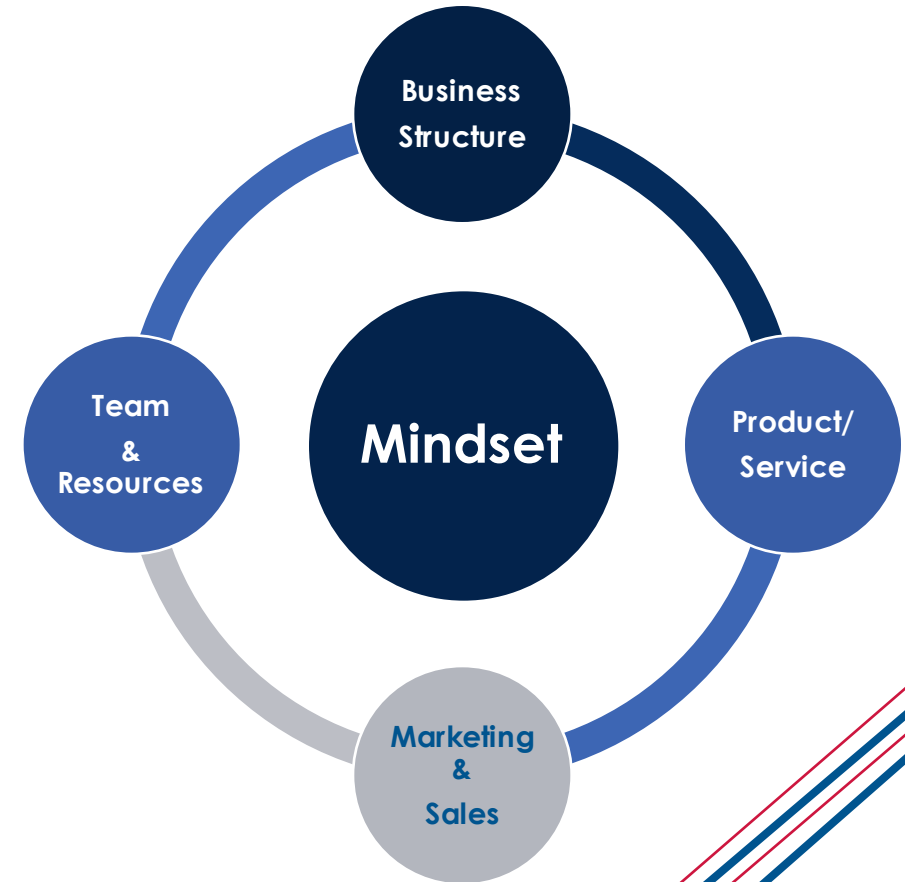 Business
Structure
Team
&
Resources
Mindset
Product/
Service
Marketing
&
Sales